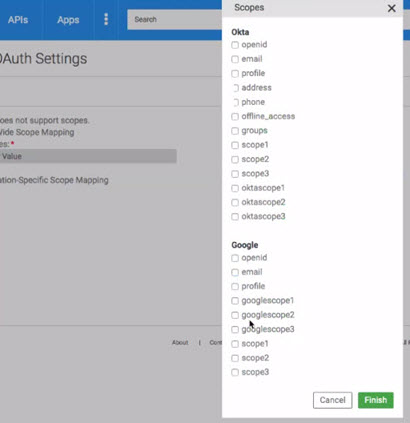 APIs
Apps
Search
OAuth Settings
oes not support scopes.
Wide Scope Mapping
es:*
Value
ation-Specific Scope Mapping
About | Cont
Scopes
Okta
openid
email
profile
address
phone
offline_access
groups
scope1
scope2
scope3
oktascope1
oktascope2
oktascope3
Google
openid
email
profile
googlescope1
googlescope2
googlescope3
scope1
scope2
scope3
Cancel
Finish